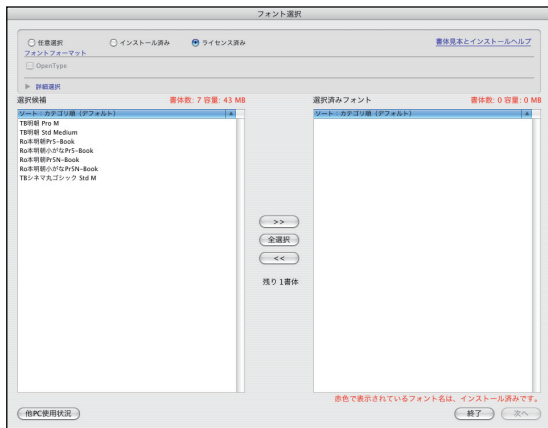 フォント選択
任意選択 インストール済み ライセンス済み 書体見本とインストールヘルプ
フォントフォーマット
OpenType
詳細選択
選択候補 書体数: 7 容量: 43 MB 選択済みフォント 書体数: 0 容量: 0 MB
ソート：カテゴリ順（デフォルト） ソート：カテゴリ順（デフォルト）
TB明朝 Pro M
TB明朝 Std Medium
Ro本明朝Pr5-Book
Ro本明朝小がなPr5-Book
Ro本明朝Pr5N-Book
Ro本明朝小がなPr5N-Book
TBシネマ丸ゴシック Std M
>>
全選択
<<
残り 1書体
赤色で表示されているフォント名は、インストール済みです。
他PC使用状況 終了 次へ